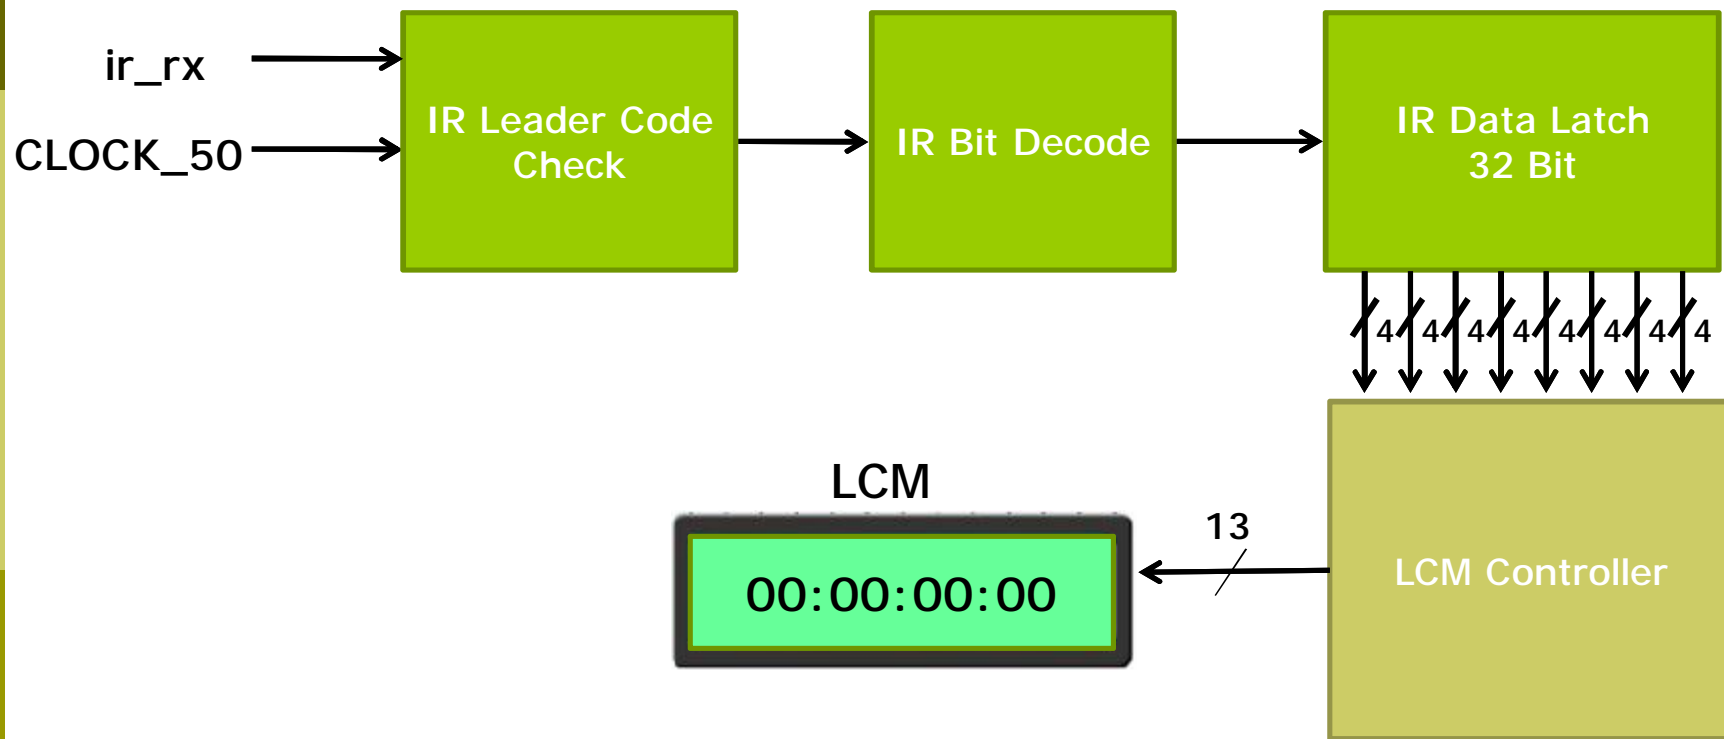 ir_rx
CLOCK_50
IR Leader Code
Check
IR Bit Decode
IR Data Latch
32 Bit
4 4 4 4 4 4 4 4
LCM
13
00:00:00:00
LCM Controller